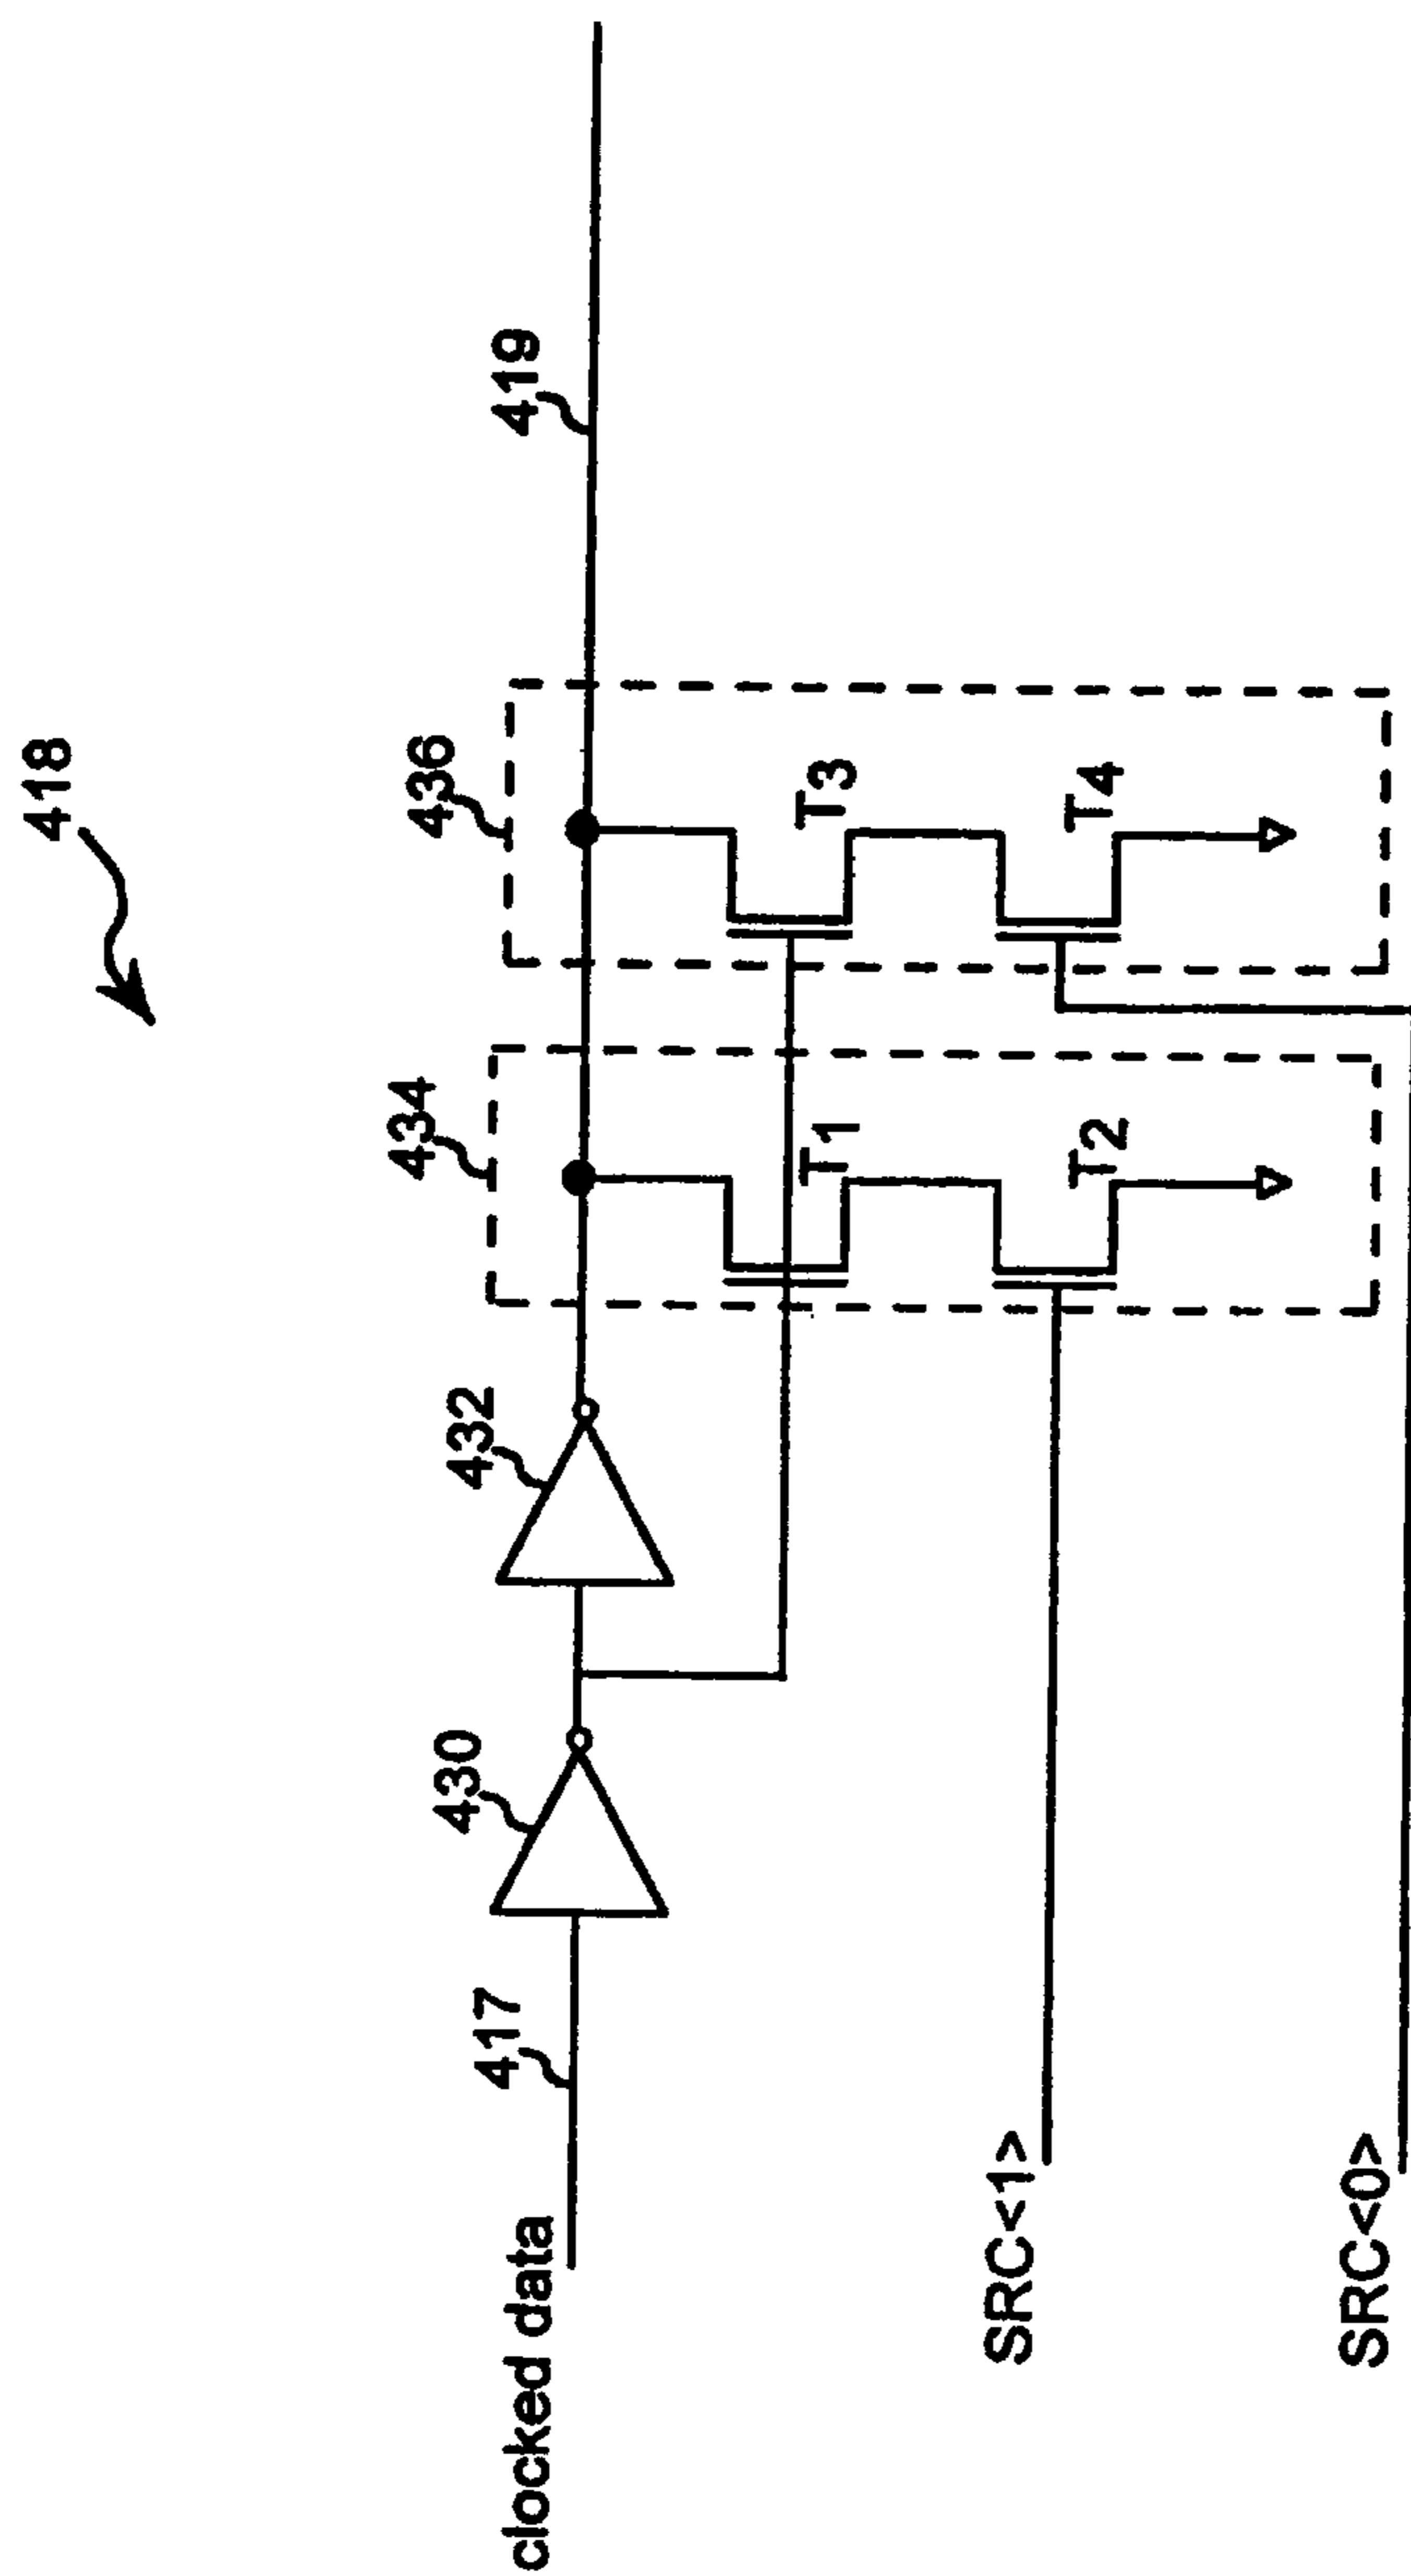 418
clocked data
417
430
432
434
436
419
T1
T3
T2
T4
SRC<1>
SRC<0>